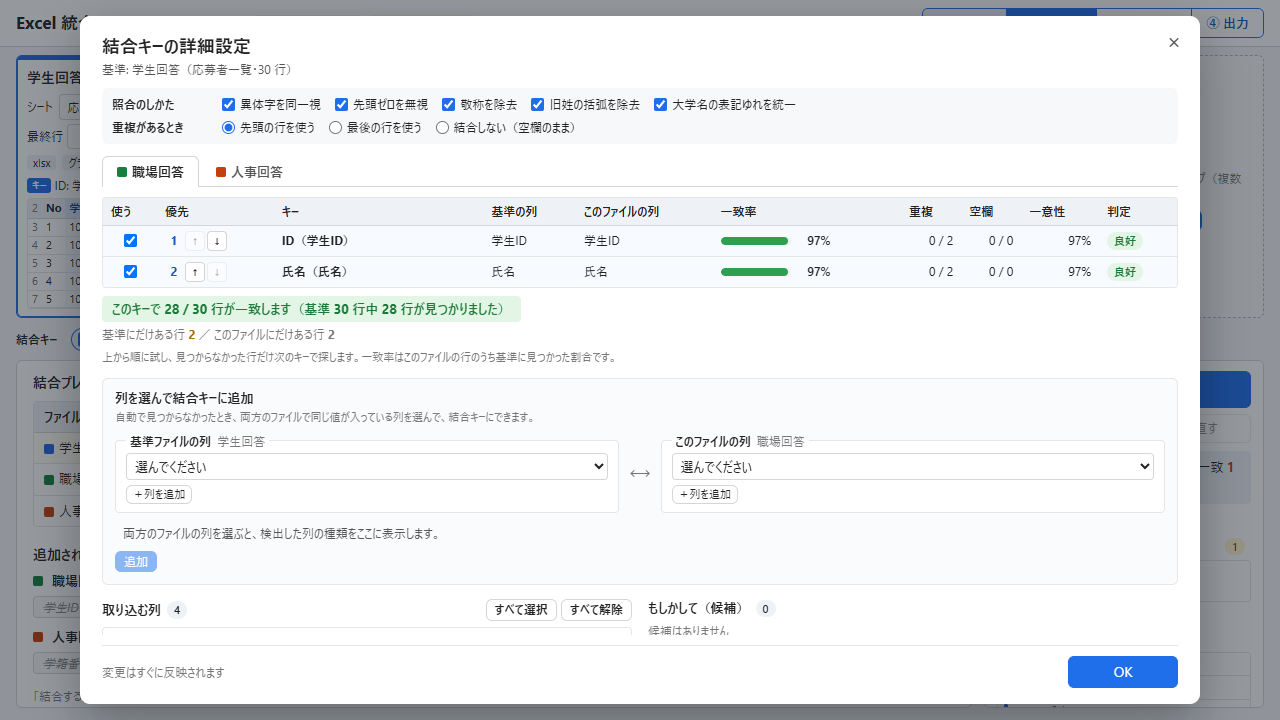 Excel 統
④ 出力
結合キーの詳細設定
×
基準: 学生回答（応募者一覧・30 行）
照合のしかた 異体字を同一視 先頭ゼロを無視 敬称を除去 旧姓の括弧を除去 大学名の表記ゆれを統一
重複があるとき 先頭の行を使う 最後の行を使う 結合しない（空欄のまま）
職場回答 人事回答
使う 優先 キー 基準の列 このファイルの列 一致率 重複 空欄 一意性 判定
1 ↑ ↓ ID（学生ID） 学生ID 学生ID 97% 0 / 2 0 / 0 97% 良好
2 ↑ ↓ 氏名（氏名） 氏名 氏名 97% 0 / 2 0 / 0 97% 良好
このキーで 28 / 30 行が一致します（基準 30 行中 28 行が見つかりました）
基準にだけある行 2 ／ このファイルにだけある行 2
上から順に試し、見つからなかった行だけ次のキーで探します。一致率はこのファイルの行のうち基準に見つかった割合です。
列を選んで結合キーに追加
自動で見つからなかったとき、両方のファイルで同じ値が入っている列を選んで、結合キーにできます。
基準ファイルの列 学生回答 このファイルの列 職場回答
選んでください ↔ 選んでください
＋列を追加 ＋列を追加
両方のファイルの列を選ぶと、検出した列の種類をここに表示します。
追加
取り込む列 4 すべて選択 すべて解除 もしかして（候補） 0
候補はありません
変更はすぐに反映されます OK
学生回答
シート 応
最終行
xlsx
キー ID: 学
2 No 学
3 1 10
4 2 10
5 3 10
6 4 10
7 5 10
結合キー
結合プレ
ファイル
学生
職場
人事
追加され
職場
学生ID
人事
学籍番
「結合する
（複数
直す
一致 1
1